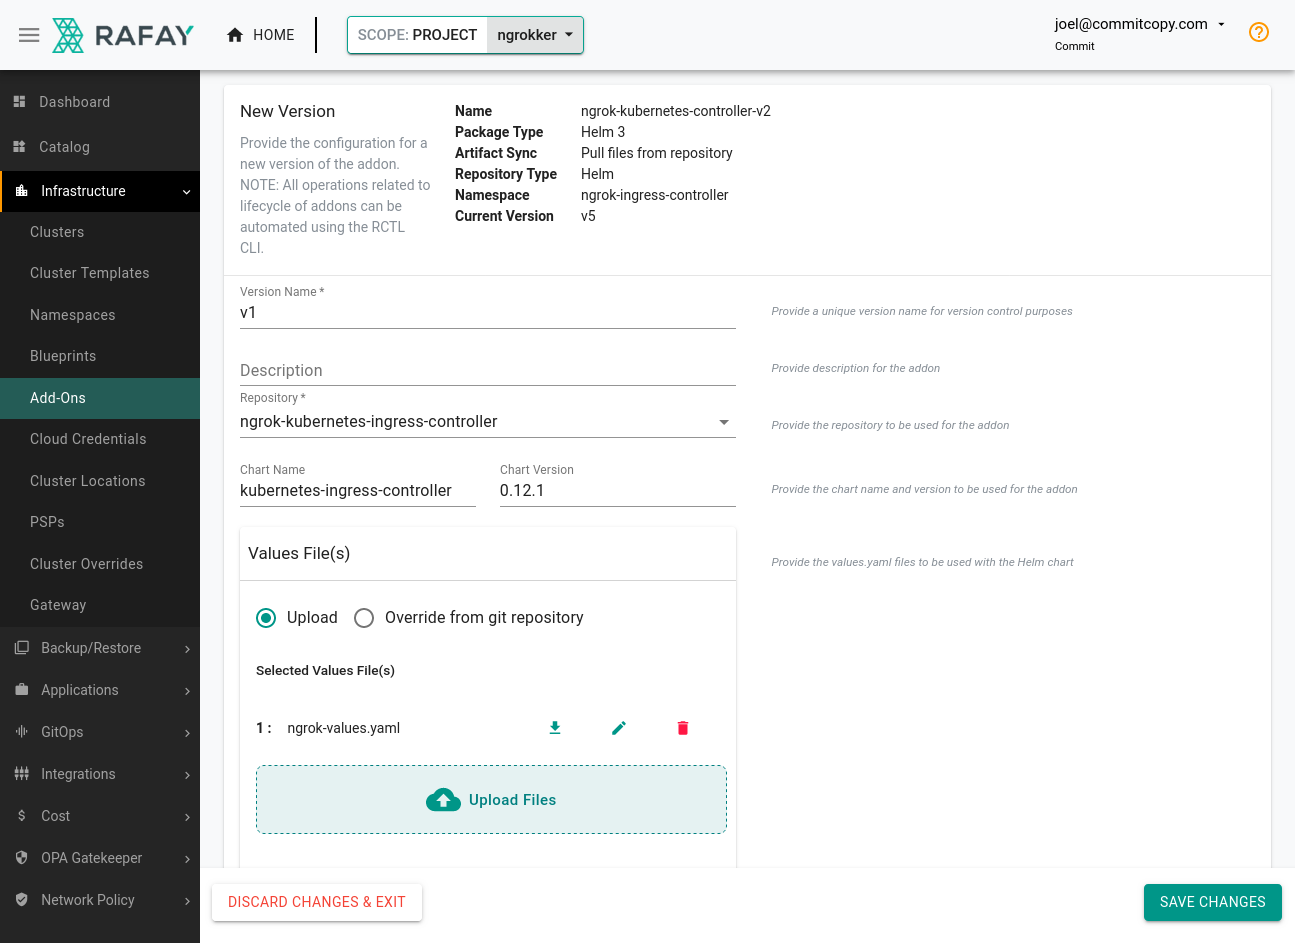 RAFAY
HOME
SCOPE: PROJECT
ngrokker
joel@commitcopy.com
Commit
Dashboard
Catalog
Infrastructure
Clusters
Cluster Templates
Namespaces
Blueprints
Add-Ons
Cloud Credentials
Cluster Locations
PSPs
Cluster Overrides
Gateway
Backup/Restore
Applications
GitOps
Integrations
Cost
OPA Gatekeeper
Network Policy
New Version
Provide the configuration for a
new version of the addon.
NOTE: All operations related to
lifecycle of addons can be
automated using the RCTL
CLI.
Name ngrok-kubernetes-controller-v2
Package Type Helm 3
Artifact Sync Pull files from repository
Repository Type Helm
Namespace ngrok-ingress-controller
Current Version v5
Version Name *
v1
Provide a unique version name for version control purposes
Description
Provide description for the addon
Repository *
ngrok-kubernetes-ingress-controller
Provide the repository to be used for the addon
Chart Name
kubernetes-ingress-controller
Chart Version
0.12.1
Provide the chart name and version to be used for the addon
Values File(s)
Provide the values.yaml files to be used with the Helm chart
Upload
Override from git repository
Selected Values File(s)
1 : ngrok-values.yaml
Upload Files
DISCARD CHANGES & EXIT
SAVE CHANGES